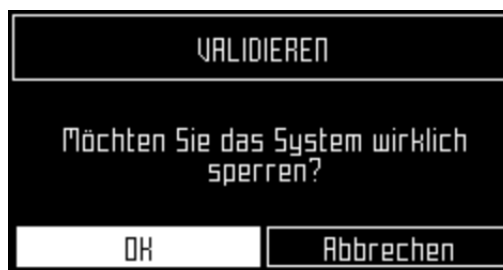 VALIDIEREN
Möchten Sie das System wirklich
sperren?
OK
Abbrechen